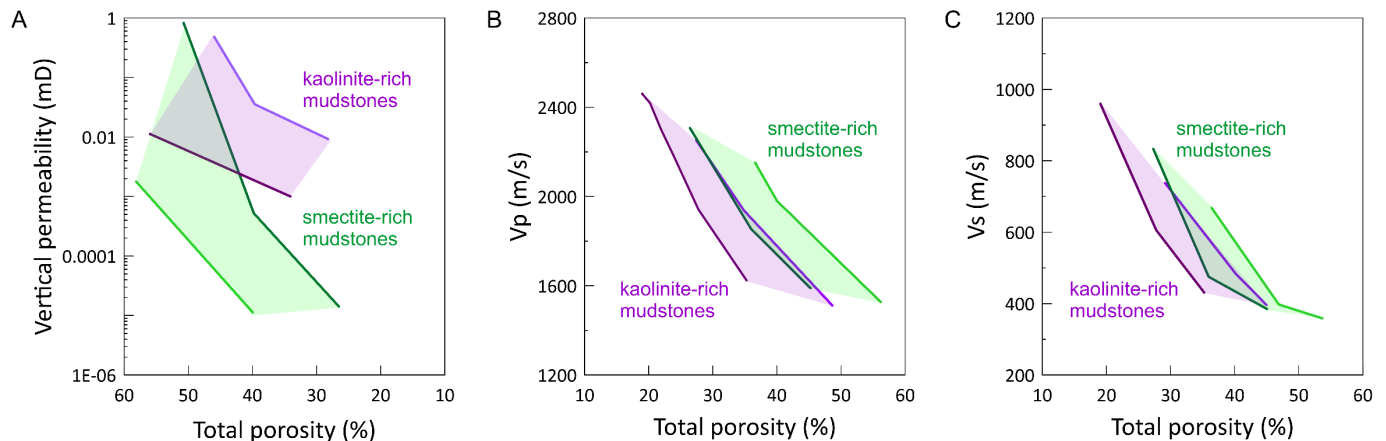 A
Vertical permeability (mD)
1
0.01
0.0001
1E-06
60
50
40
30
20
10
Total porosity (%)
kaolinite-rich
mudstones
smectite-rich
mudstones
B
Vp (m/s)
2800
2400
2000
1600
1200
10
20
30
40
50
60
Total porosity (%)
smectite-rich
mudstones
kaolinite-rich
mudstones
C
Vs (m/s)
1200
1000
800
600
400
200
10
20
30
40
50
60
Total porosity (%)
smectite-rich
mudstones
kaolinite-rich
mudstones